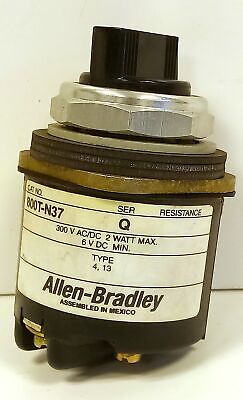 CAT NO. SER RESISTANCE
800T-N37 Q
300 V AC/DC 2 WATT MAX.
6 V DC MIN.
TYPE
4, 13
Allen-Bradley
ASSEMBLED IN MEXICO